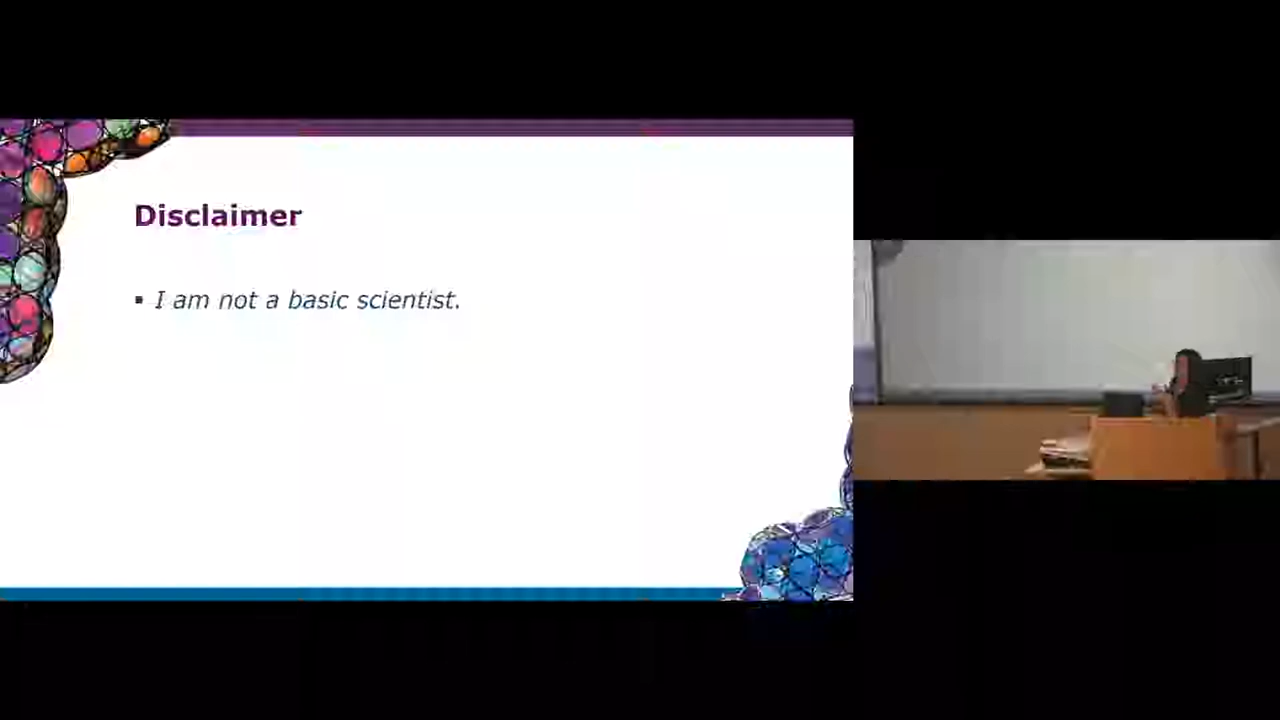 Disclaimer
▪ I am not a basic scientist.